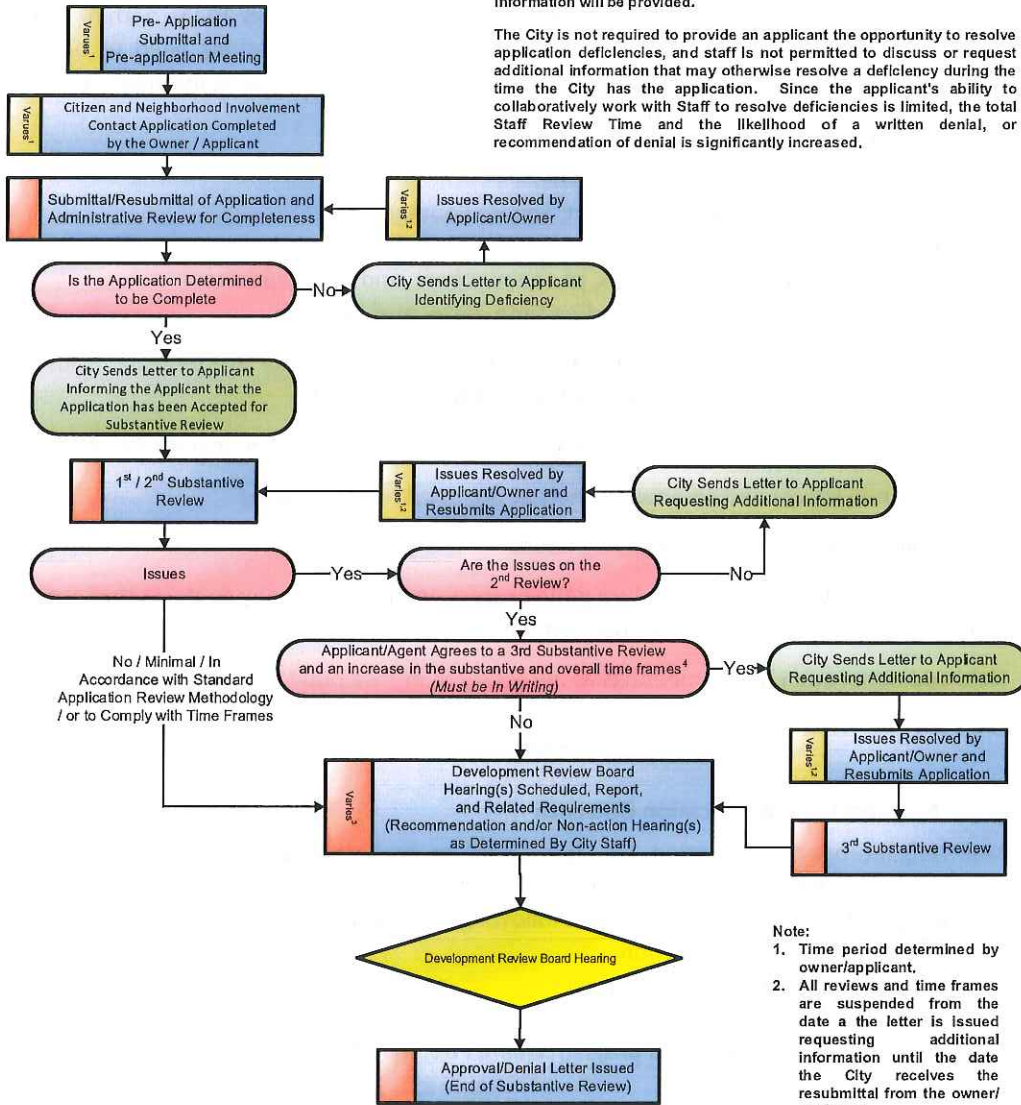 information will be provided.
The City is not required to provide an applicant the opportunity to resolve
application deficiencies, and staff is not permitted to discuss or request
additional information that may otherwise resolve a deficiency during the
time the City has the application. Since the applicant's ability to
collaboratively work with Staff to resolve deficiencies is limited, the total
Staff Review Time and the likelihood of a written denial, or
recommendation of denial is significantly increased.
Varues1
Pre- Application
Submittal and
Pre-application Meeting
Varues1
Citizen and Neighborhood Involvement
Contact Application Completed
by the Owner / Applicant
Submittal/Resubmittal of Application and
Administrative Review for Completeness
Varies1,2
Issues Resolved by
Applicant/Owner
Is the Application Determined
to be Complete
No
City Sends Letter to Applicant
Identifying Deficiency
Yes
City Sends Letter to Applicant
Informing the Applicant that the
Application has been Accepted for
Substantive Review
1st / 2nd Substantive
Review
Varies1,2
Issues Resolved by
Applicant/Owner and
Resubmits Application
City Sends Letter to Applicant
Requesting Additional Information
Issues
Yes
Are the Issues on the
2nd Review?
No
Yes
No / Minimal / In
Accordance with Standard
Application Review Methodology
/ or to Comply with Time Frames
Applicant/Agent Agrees to a 3rd Substantive Review
and an increase in the substantive and overall time frames4
(Must be In Writing)
Yes
City Sends Letter to Applicant
Requesting Additional Information
No
Varies1,2
Issues Resolved by
Applicant/Owner and
Resubmits Application
Varies3
Development Review Board
Hearing(s) Scheduled, Report,
and Related Requirements
(Recommendation and/or Non-action Hearing(s)
as Determined By City Staff)
3rd Substantive Review
Development Review Board Hearing
Approval/Denial Letter Issued
(End of Substantive Review)
Note:
1. Time period determined by
owner/applicant.
2. All reviews and time frames
are suspended from the
date a the letter is issued
requesting additional
information until the date
the City receives the
resubmittal from the owner/